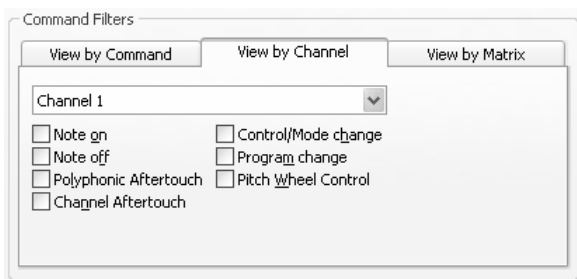 Command Filters
View by Command View by Channel View by Matrix
Channel 1
Note on Control/Mode change
Note off Program change
Polyphonic Aftertouch Pitch Wheel Control
Channel Aftertouch